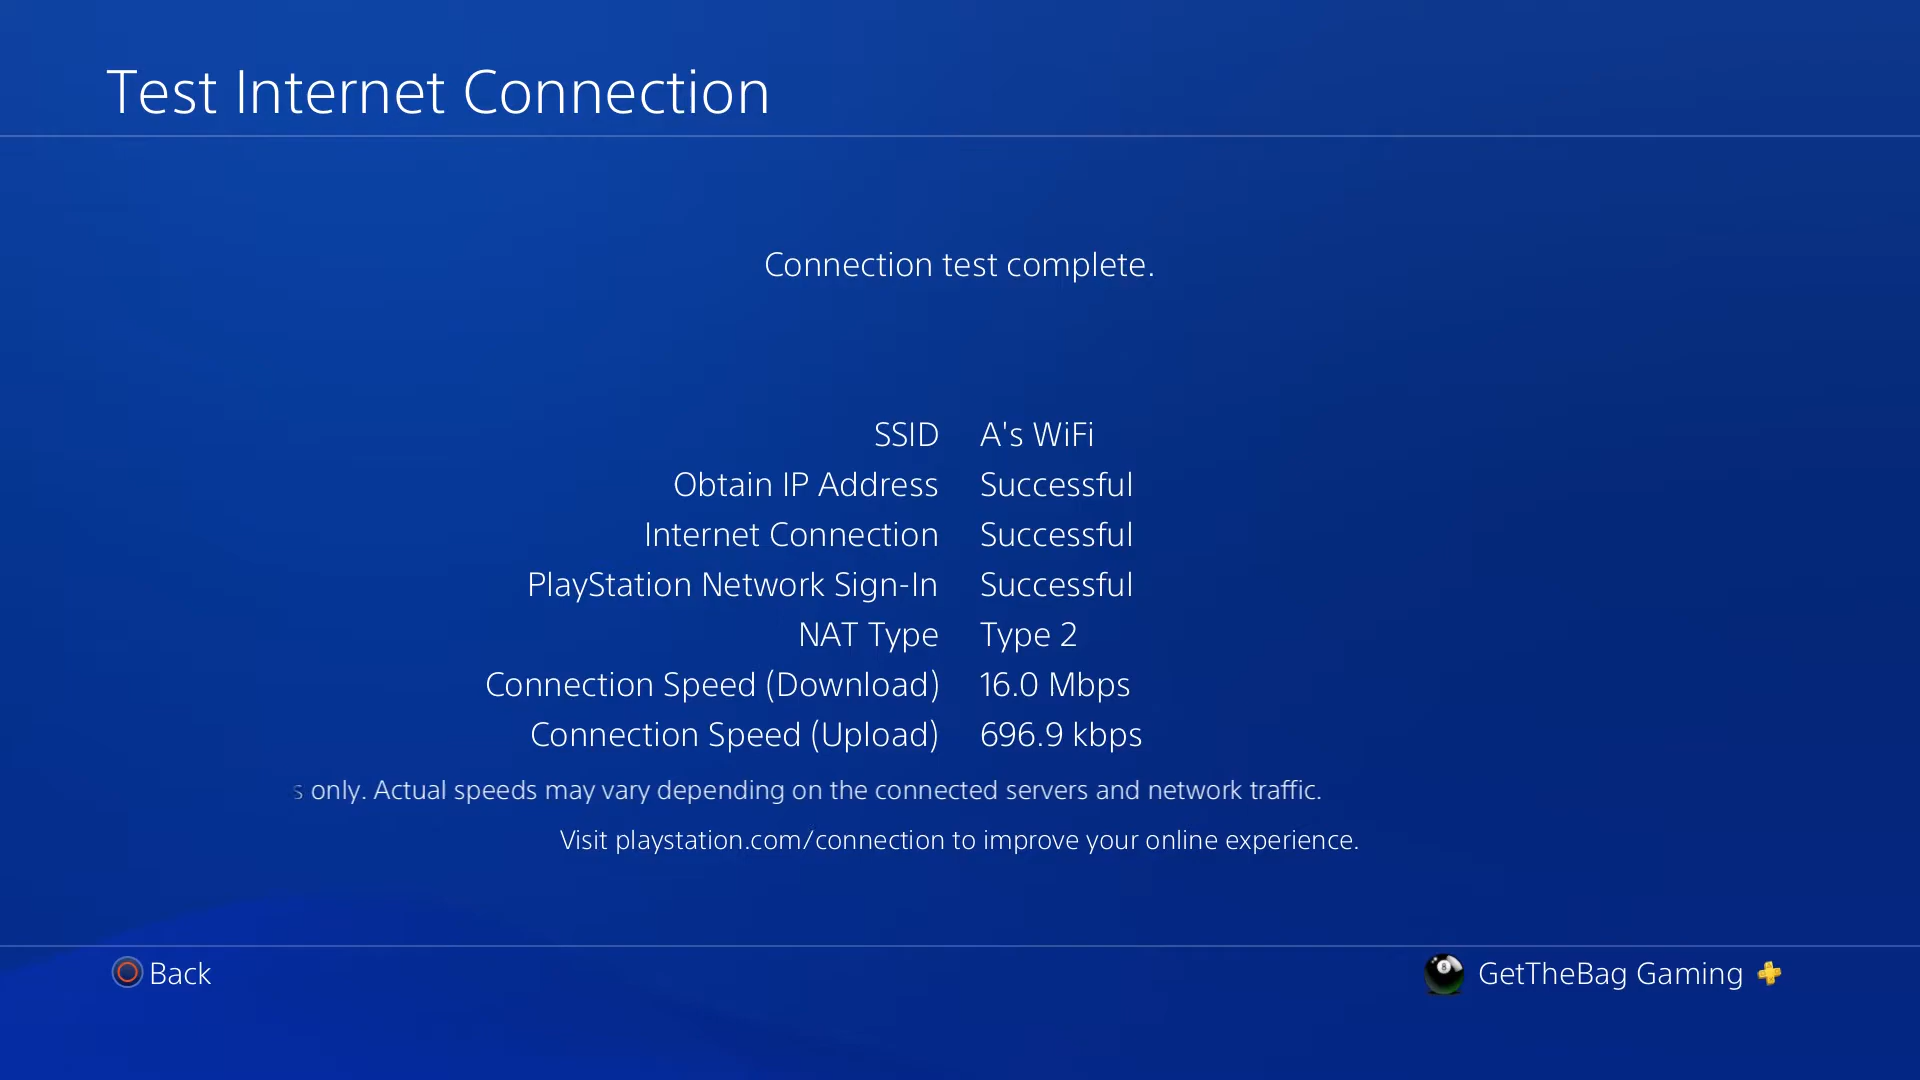 Test Internet Connection
Connection test complete.
SSID A's WiFi
Obtain IP Address Successful
Internet Connection Successful
PlayStation Network Sign-In Successful
NAT Type Type 2
Connection Speed (Download) 16.0 Mbps
Connection Speed (Upload) 696.9 kbps
s only. Actual speeds may vary depending on the connected servers and network traffic.
Visit playstation.com/connection to improve your online experience.
Back
8
GetTheBag Gaming